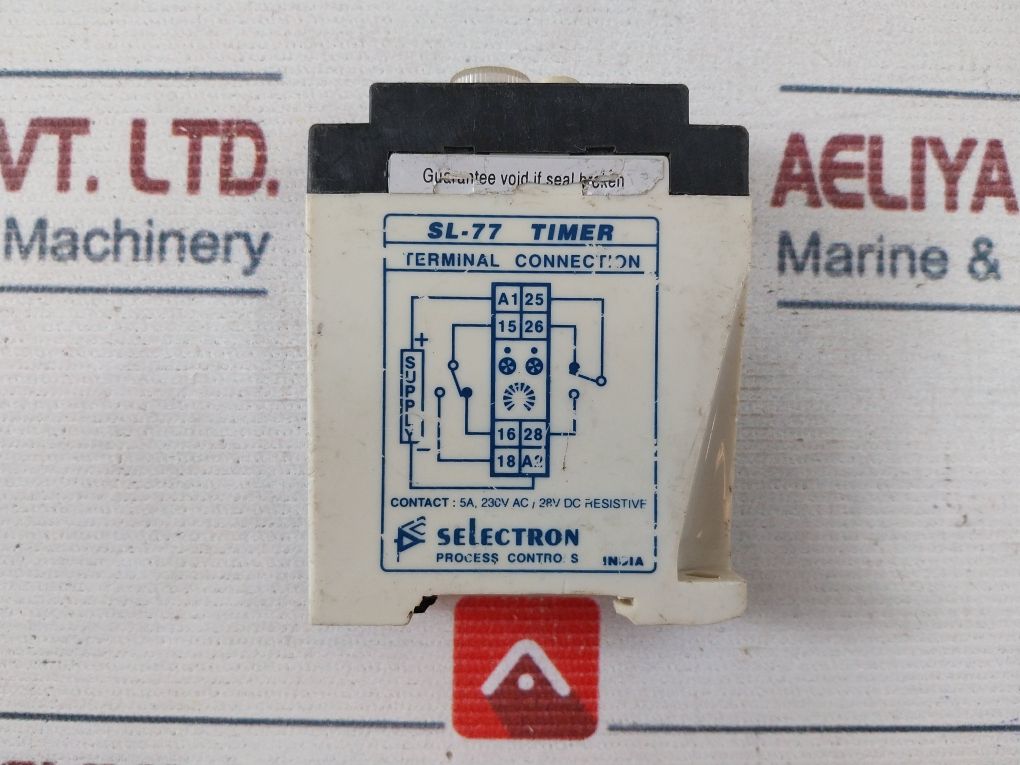 VT. LTD.
Machinery
AELIYA
Marine &
Guarantee void if seal broken
SL-77 TIMER
TERMINAL CONNECTION
A1 25
15 26
+
SUPPLY
16 28
−
18 A2
CONTACT : 5A, 230V AC / 28V DC RESISTIVE
SELECTRON
PROCESS CONTROLS
INDIA